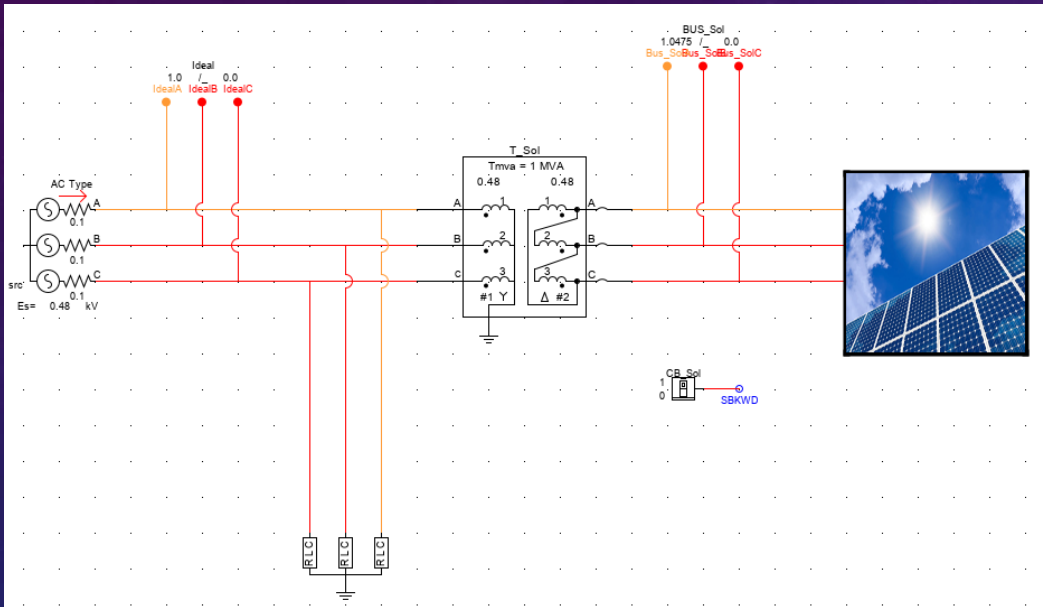 BUS_Sol
1.0475 /_ 0.0
Bus_SolB
Bus_SolC
Ideal
1.0 /_ 0.0
IdealA IdealB IdealC
T_Sol
Tmva = 1 MVA
0.48 0.48
AC Type
A
0.1
B
0.1
C
0.1
src
Es= 0.48 kV
A 1 1 A
B 2 2 B
C 3 3 C
#1 Y Δ #2
CB_Sol
1
0
SBKWD
RLC RLC RLC